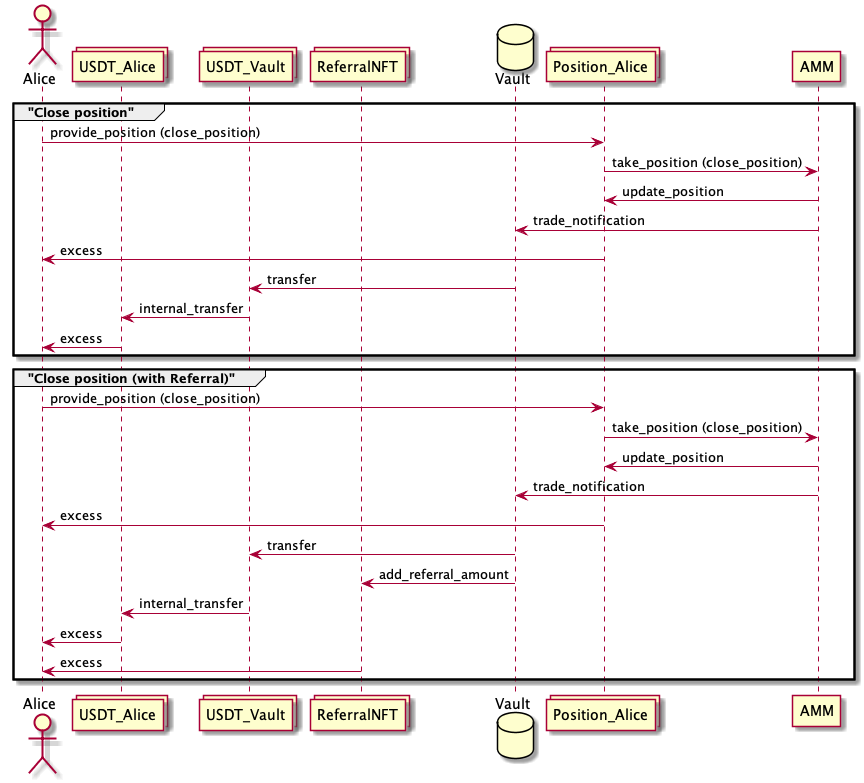 Alice
USDT_Alice
USDT_Vault
ReferralNFT
Vault
Position_Alice
AMM
"Close position"
provide_position (close_position)
take_position (close_position)
update_position
trade_notification
excess
transfer
internal_transfer
excess
"Close position (with Referral)"
provide_position (close_position)
take_position (close_position)
update_position
trade_notification
excess
transfer
add_referral_amount
internal_transfer
excess
excess
Alice
USDT_Alice
USDT_Vault
ReferralNFT
Vault
Position_Alice
AMM